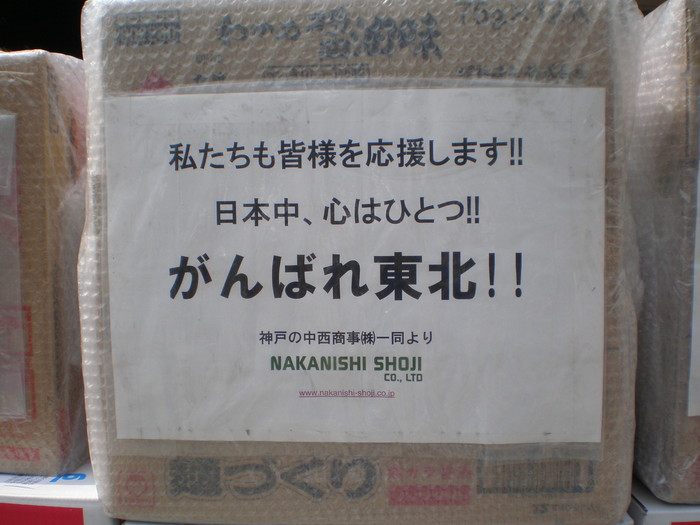 私たちも皆様を応援します!!
日本中、心はひとつ!!
がんばれ東北!!
神戸の中西商事㈱一同より
NAKANISHI SHOJI
CO., LTD
www.nakanishi-shoji.co.jp
麺づくり